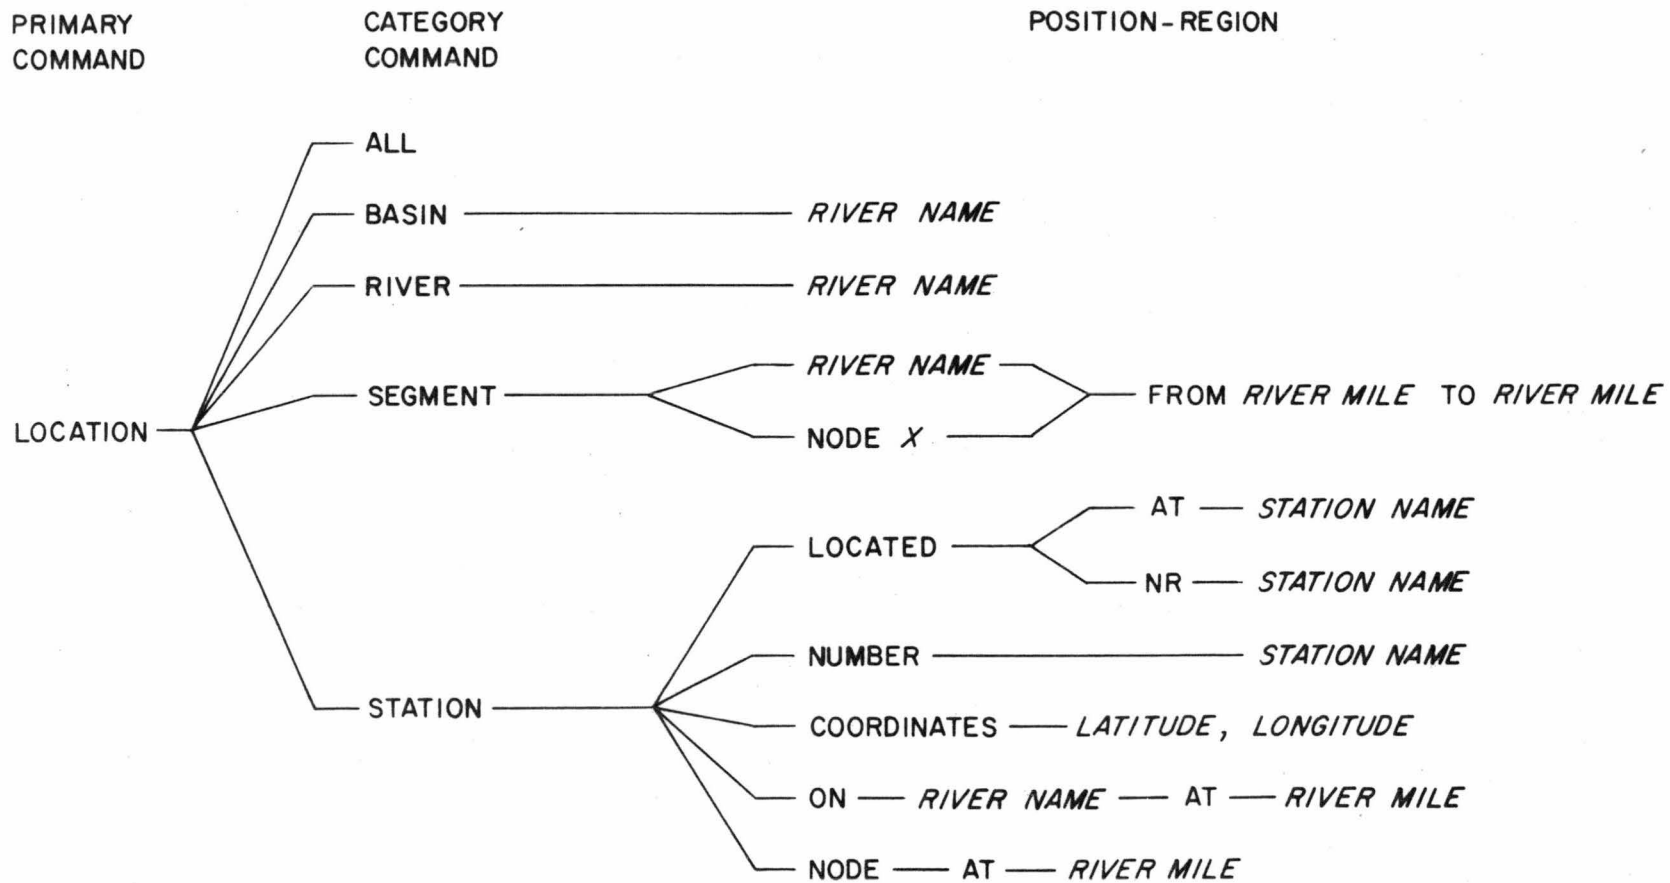 PRIMARY COMMAND
CATEGORY COMMAND
POSITION-REGION
ALL
BASIN RIVER NAME
RIVER RIVER NAME
RIVER NAME
SEGMENT FROM RIVER MILE TO RIVER MILE
NODE X
LOCATION
AT STATION NAME
LOCATED
NR STATION NAME
NUMBER STATION NAME
STATION
COORDINATES LATITUDE, LONGITUDE
ON RIVER NAME AT RIVER MILE
NODE AT RIVER MILE